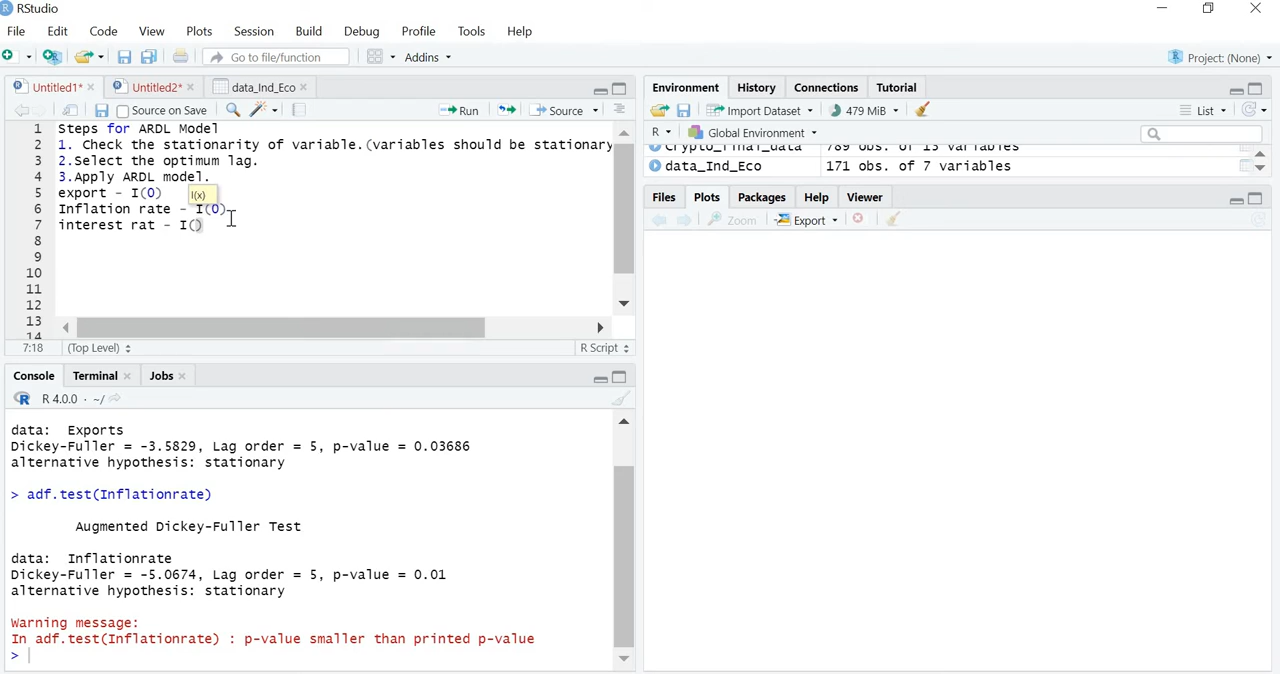 RStudio
File Edit Code View Plots Session Build Debug Profile Tools Help
Go to file/function Addins Project: (None)
Untitled1* Untitled2* data_Ind_Eco
Source on Save Run Source
1 Steps for ARDL Model
2 1. Check the stationarity of variable.(variables should be stationary
3 2.Select the optimum lag.
4 3.Apply ARDL model.
5 export - I(0) I(x)
6 Inflation rate - I(0)
7 interest rat - I()
8
9
10
11
12
13
14
7:18 (Top Level) R Script
Console Terminal Jobs
R 4.0.0 · ~/
data: Exports
Dickey-Fuller = -3.5829, Lag order = 5, p-value = 0.03686
alternative hypothesis: stationary
> adf.test(Inflationrate)
Augmented Dickey-Fuller Test
data: Inflationrate
Dickey-Fuller = -5.0674, Lag order = 5, p-value = 0.01
alternative hypothesis: stationary
Warning message:
In adf.test(Inflationrate) : p-value smaller than printed p-value
>
Environment History Connections Tutorial
Import Dataset 479 MiB List
R Global Environment
Crypto_Final_data 789 obs. of 13 variables
data_Ind_Eco 171 obs. of 7 variables
Files Plots Packages Help Viewer
Zoom Export